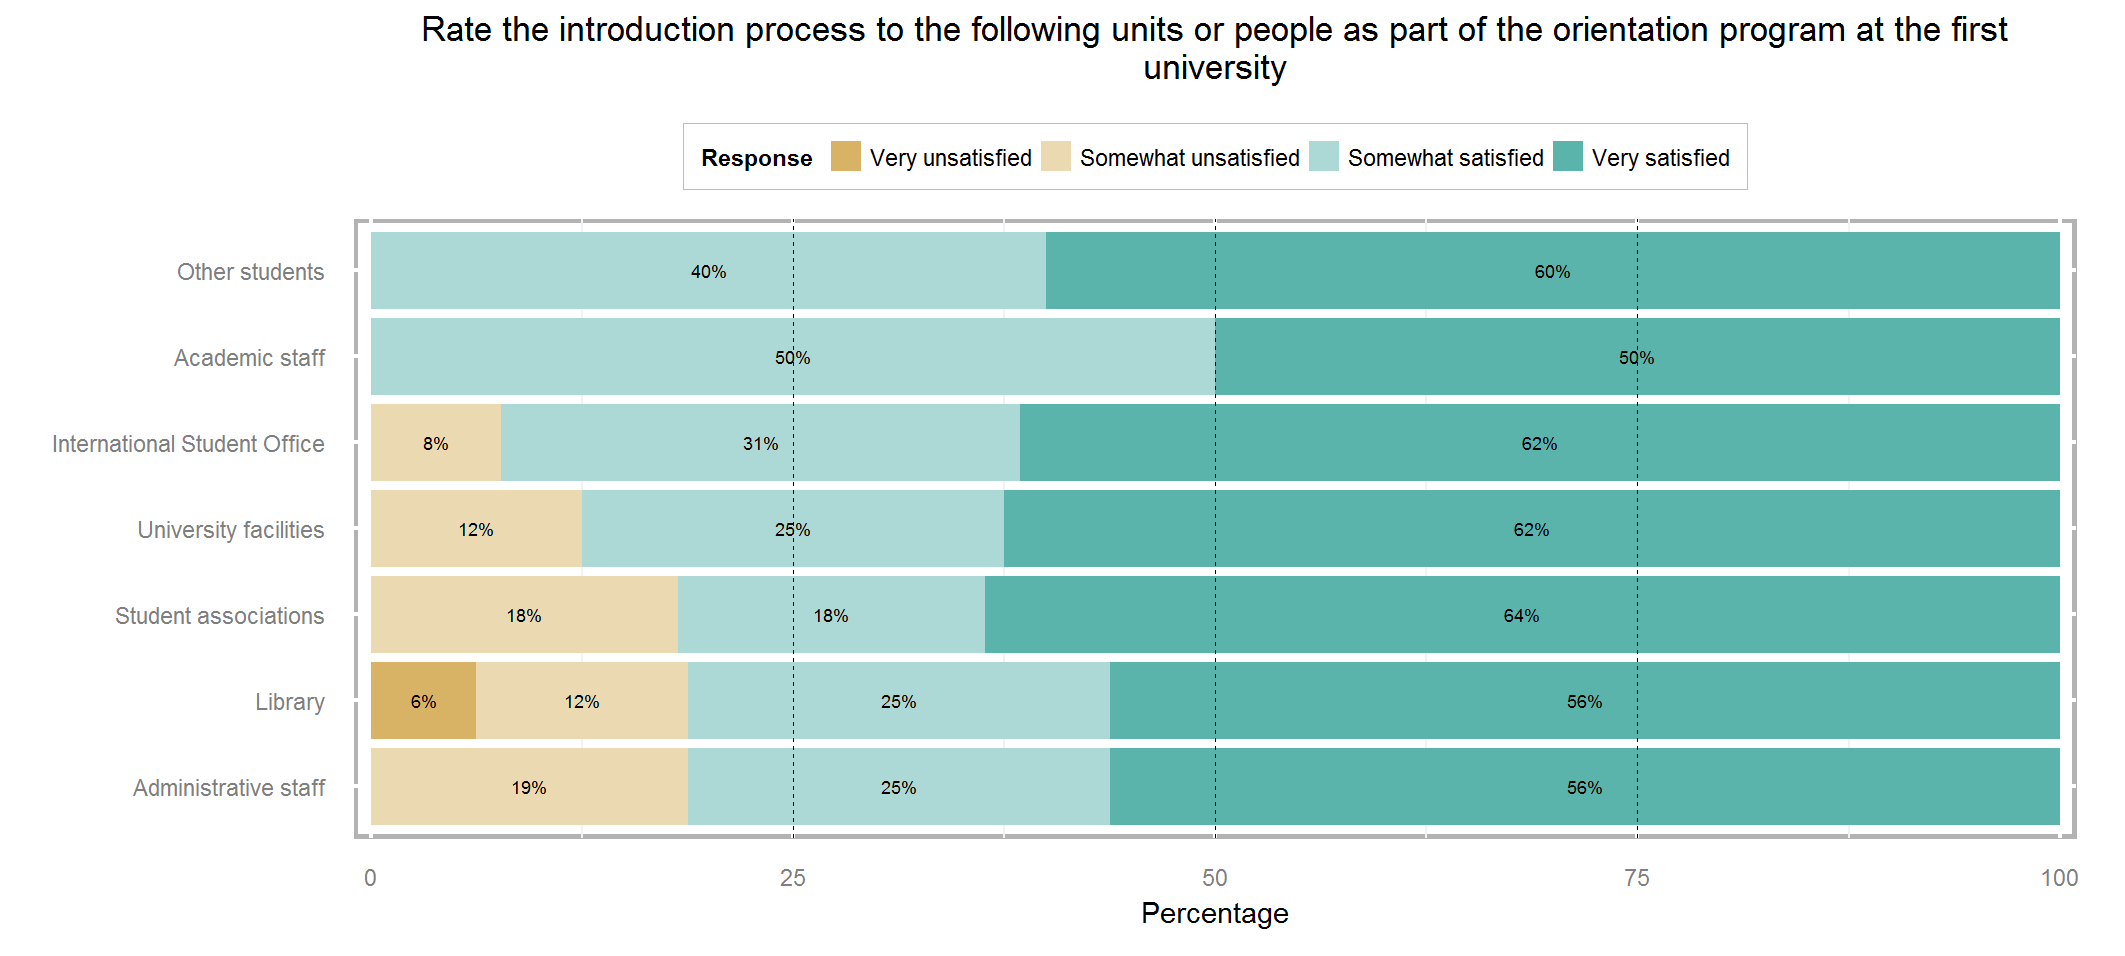 Rate the introduction process to the following units or people as part of the orientation program at the first
university
Response Very unsatisfied Somewhat unsatisfied Somewhat satisfied Very satisfied
Other students 40% 60%
Academic staff 50% 50%
International Student Office 8% 31% 62%
University facilities 12% 25% 62%
Student associations 18% 18% 64%
Library 6% 12% 25% 56%
Administrative staff 19% 25% 56%
0 25 50 75 100
Percentage